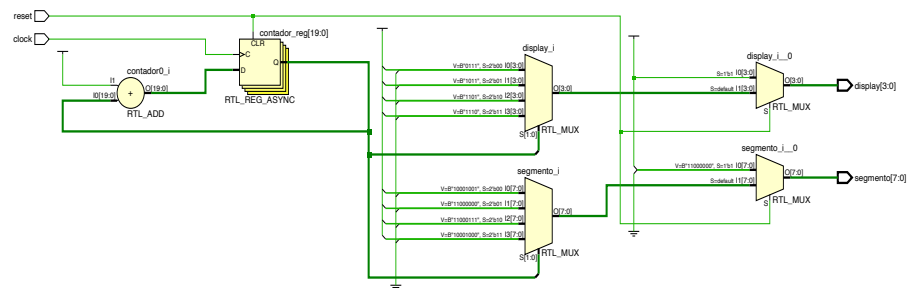 reset
clock
contador_reg[19:0]
CLR
C
D
Q
RTL_REG_ASYNC
contador0_i
I1
I0[19:0]
+
O[19:0]
RTL_ADD
display_i
V=B"0111", S=2'b00 I0[3:0]
V=B"1011", S=2'b01 I1[3:0]
V=B"1101", S=2'b10 I2[3:0]
V=B"1110", S=2'b11 I3[3:0]
O[3:0]
S[1:0]
RTL_MUX
segmento_i
V=B"10001001", S=2'b00 I0[7:0]
V=B"11000000", S=2'b01 I1[7:0]
V=B"11000111", S=2'b10 I2[7:0]
V=B"10001000", S=2'b11 I3[7:0]
O[7:0]
S[1:0]
RTL_MUX
display_i__0
S=1'b1 I0[3:0]
S=default I1[3:0]
O[3:0]
S
RTL_MUX
display[3:0]
segmento_i__0
V=B"11000000", S=1'b1 I0[7:0]
S=default I1[7:0]
O[7:0]
S
RTL_MUX
segmento[7:0]